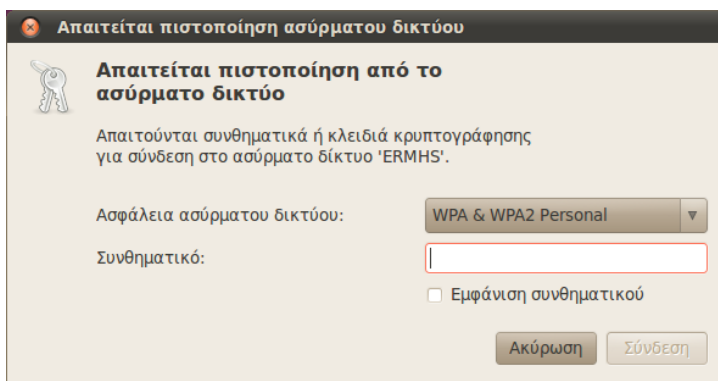 Απαιτείται πιστοποίηση ασύρματου δικτύου
Απαιτείται πιστοποίηση από το
ασύρματο δικτύο
Απαιτούνται συνθηματικά ή κλειδιά κρυπτογράφησης
για σύνδεση στο ασύρματο δίκτυο 'ERMHS'.
Ασφάλεια ασύρματου δικτύου: WPA & WPA2 Personal
Συνθηματικό:
Εμφάνιση συνθηματικού
Ακύρωση Σύνδεση